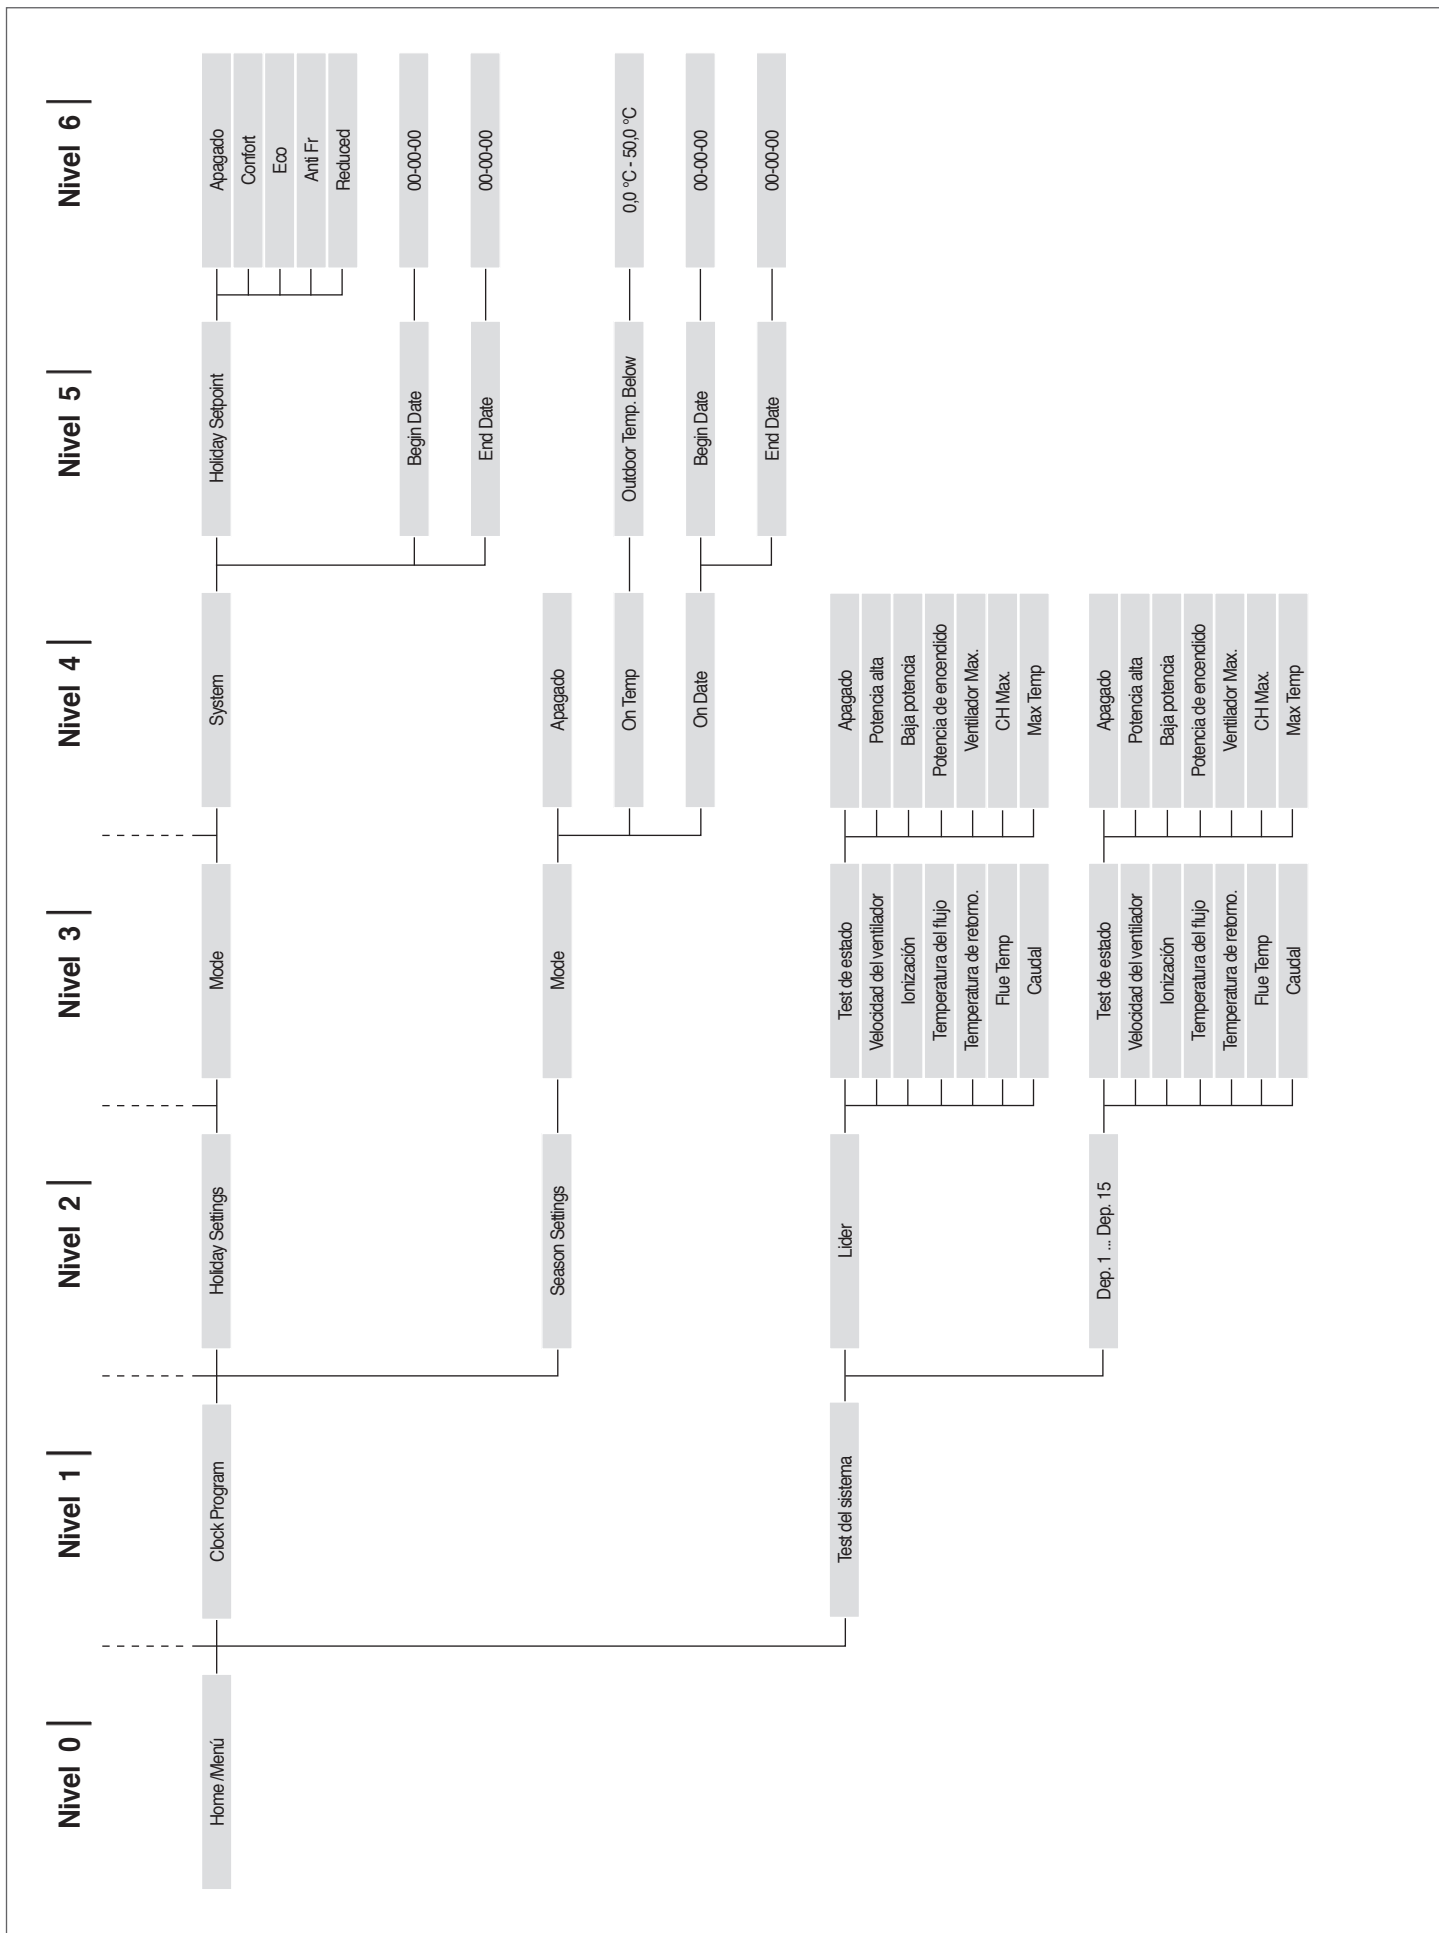 Nivel 0
Nivel 1
Nivel 2
Nivel 3
Nivel 4
Nivel 5
Nivel 6
Home /Menú
Clock Program
Holiday Settings
Mode
System
Holiday Setpoint
Apagado
Confort
Eco
Anti Fr
Reduced
Begin Date
00-00-00
End Date
00-00-00
Season Settings
Mode
Apagado
On Temp
Outdoor Temp. Below
0,0 °C - 50,0 °C
On Date
Begin Date
00-00-00
End Date
00-00-00
Test del sistema
Lider
Test de estado
Velocidad del ventilador
Ionización
Temperatura del flujo
Temperatura de retorno.
Flue Temp
Caudal
Apagado
Potencia alta
Baja potencia
Potencia de encendido
Ventilador Max.
CH Max.
Max Temp
Dep. 1 ... Dep. 15
Test de estado
Velocidad del ventilador
Ionización
Temperatura del flujo
Temperatura de retorno.
Flue Temp
Caudal
Apagado
Potencia alta
Baja potencia
Potencia de encendido
Ventilador Max.
CH Max.
Max Temp